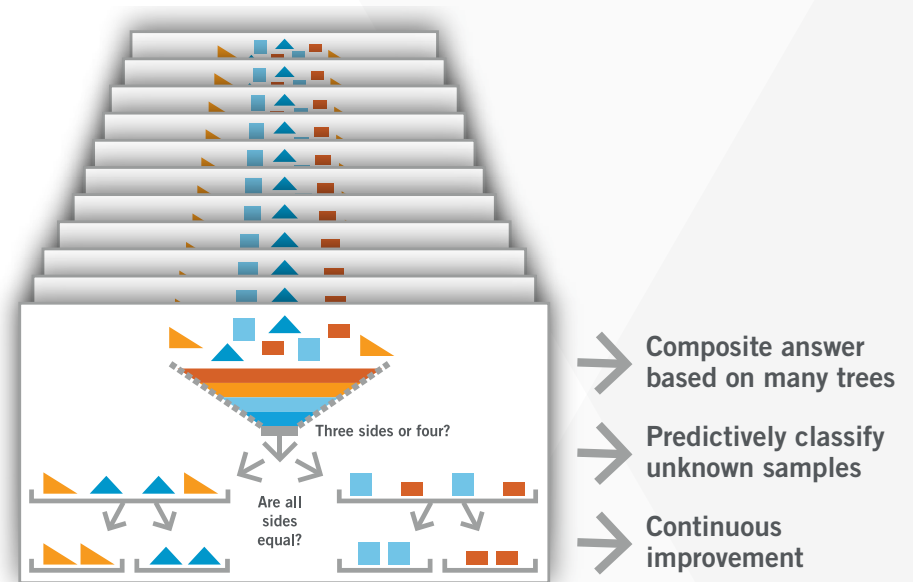 Three sides or four?
Are all
sides
equal?
Composite answer
based on many trees
Predictively classify
unknown samples
Continuous
improvement